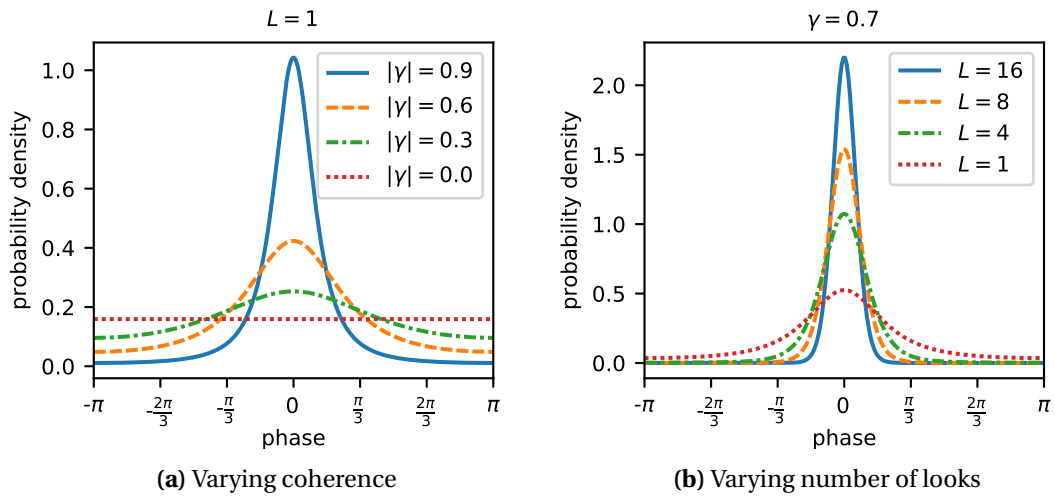 L = 1
probability density
1.0
0.8
0.6
0.4
0.2
0.0
|γ| = 0.9
|γ| = 0.6
|γ| = 0.3
|γ| = 0.0
-π -2π/3 -π/3 0 π/3 2π/3 π
phase
(a) Varying coherence
γ = 0.7
probability density
2.0
1.5
1.0
0.5
0.0
L = 16
L = 8
L = 4
L = 1
-π -2π/3 -π/3 0 π/3 2π/3 π
phase
(b) Varying number of looks